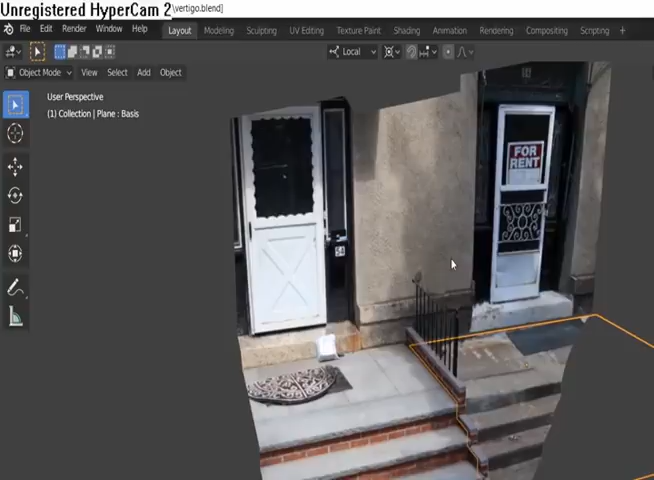 Unregistered HyperCam 2\vertigo.blend]
File Edit Render Window Help Layout Modeling Sculpting UV Editing Texture Paint Shading Animation Rendering Compositing Scripting +
Local
Object Mode View Select Add Object
User Perspective
(1) Collection | Plane : Basis
FOR
RENT
54